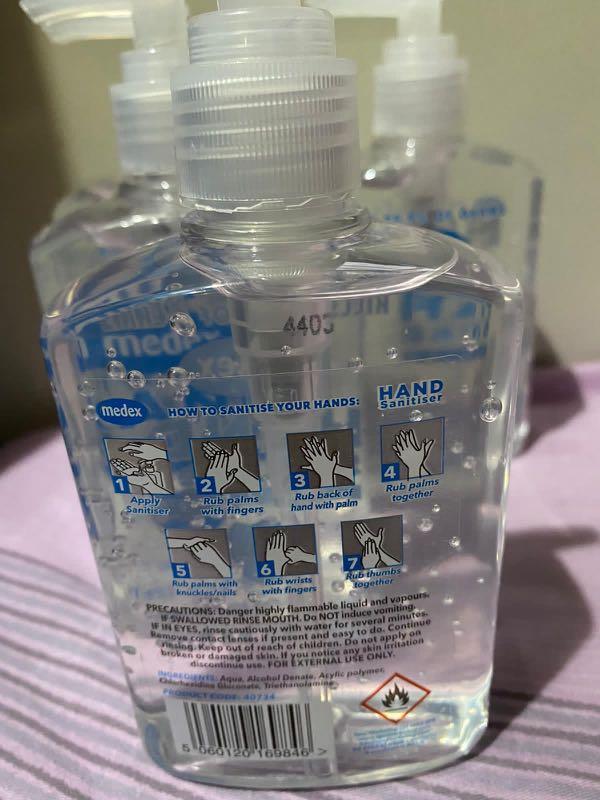 4403
medex
HOW TO SANITISE YOUR HANDS:
HAND
Sanitiser
1
Apply
Sanitiser
2
Rub palms
with fingers
3
Rub back of
hand with palm
4
Rub palms
together
5
Rub palms with
knuckles/nails
6
Rub wrists
with fingers
7
Rub thumbs
together
PRECAUTIONS: Danger highly flammable liquid and vapours.
IF SWALLOWED RINSE MOUTH. Do NOT induce vomiting.
IF IN EYES, rinse cautiously with water for several minutes.
Remove contact lenses if present and easy to do. Continue
rinsing. Keep out of reach of children. Do not apply on
broken or damaged skin. If you notice any skin irritation
discontinue use. FOR EXTERNAL USE ONLY.
INGREDIENTS: Aqua, Alcohol Denate, Acylic polymer,
Chlorhexidine Gluconate, Triethanolamine
PRODUCT CODE: 40734
5 060120 169846 >